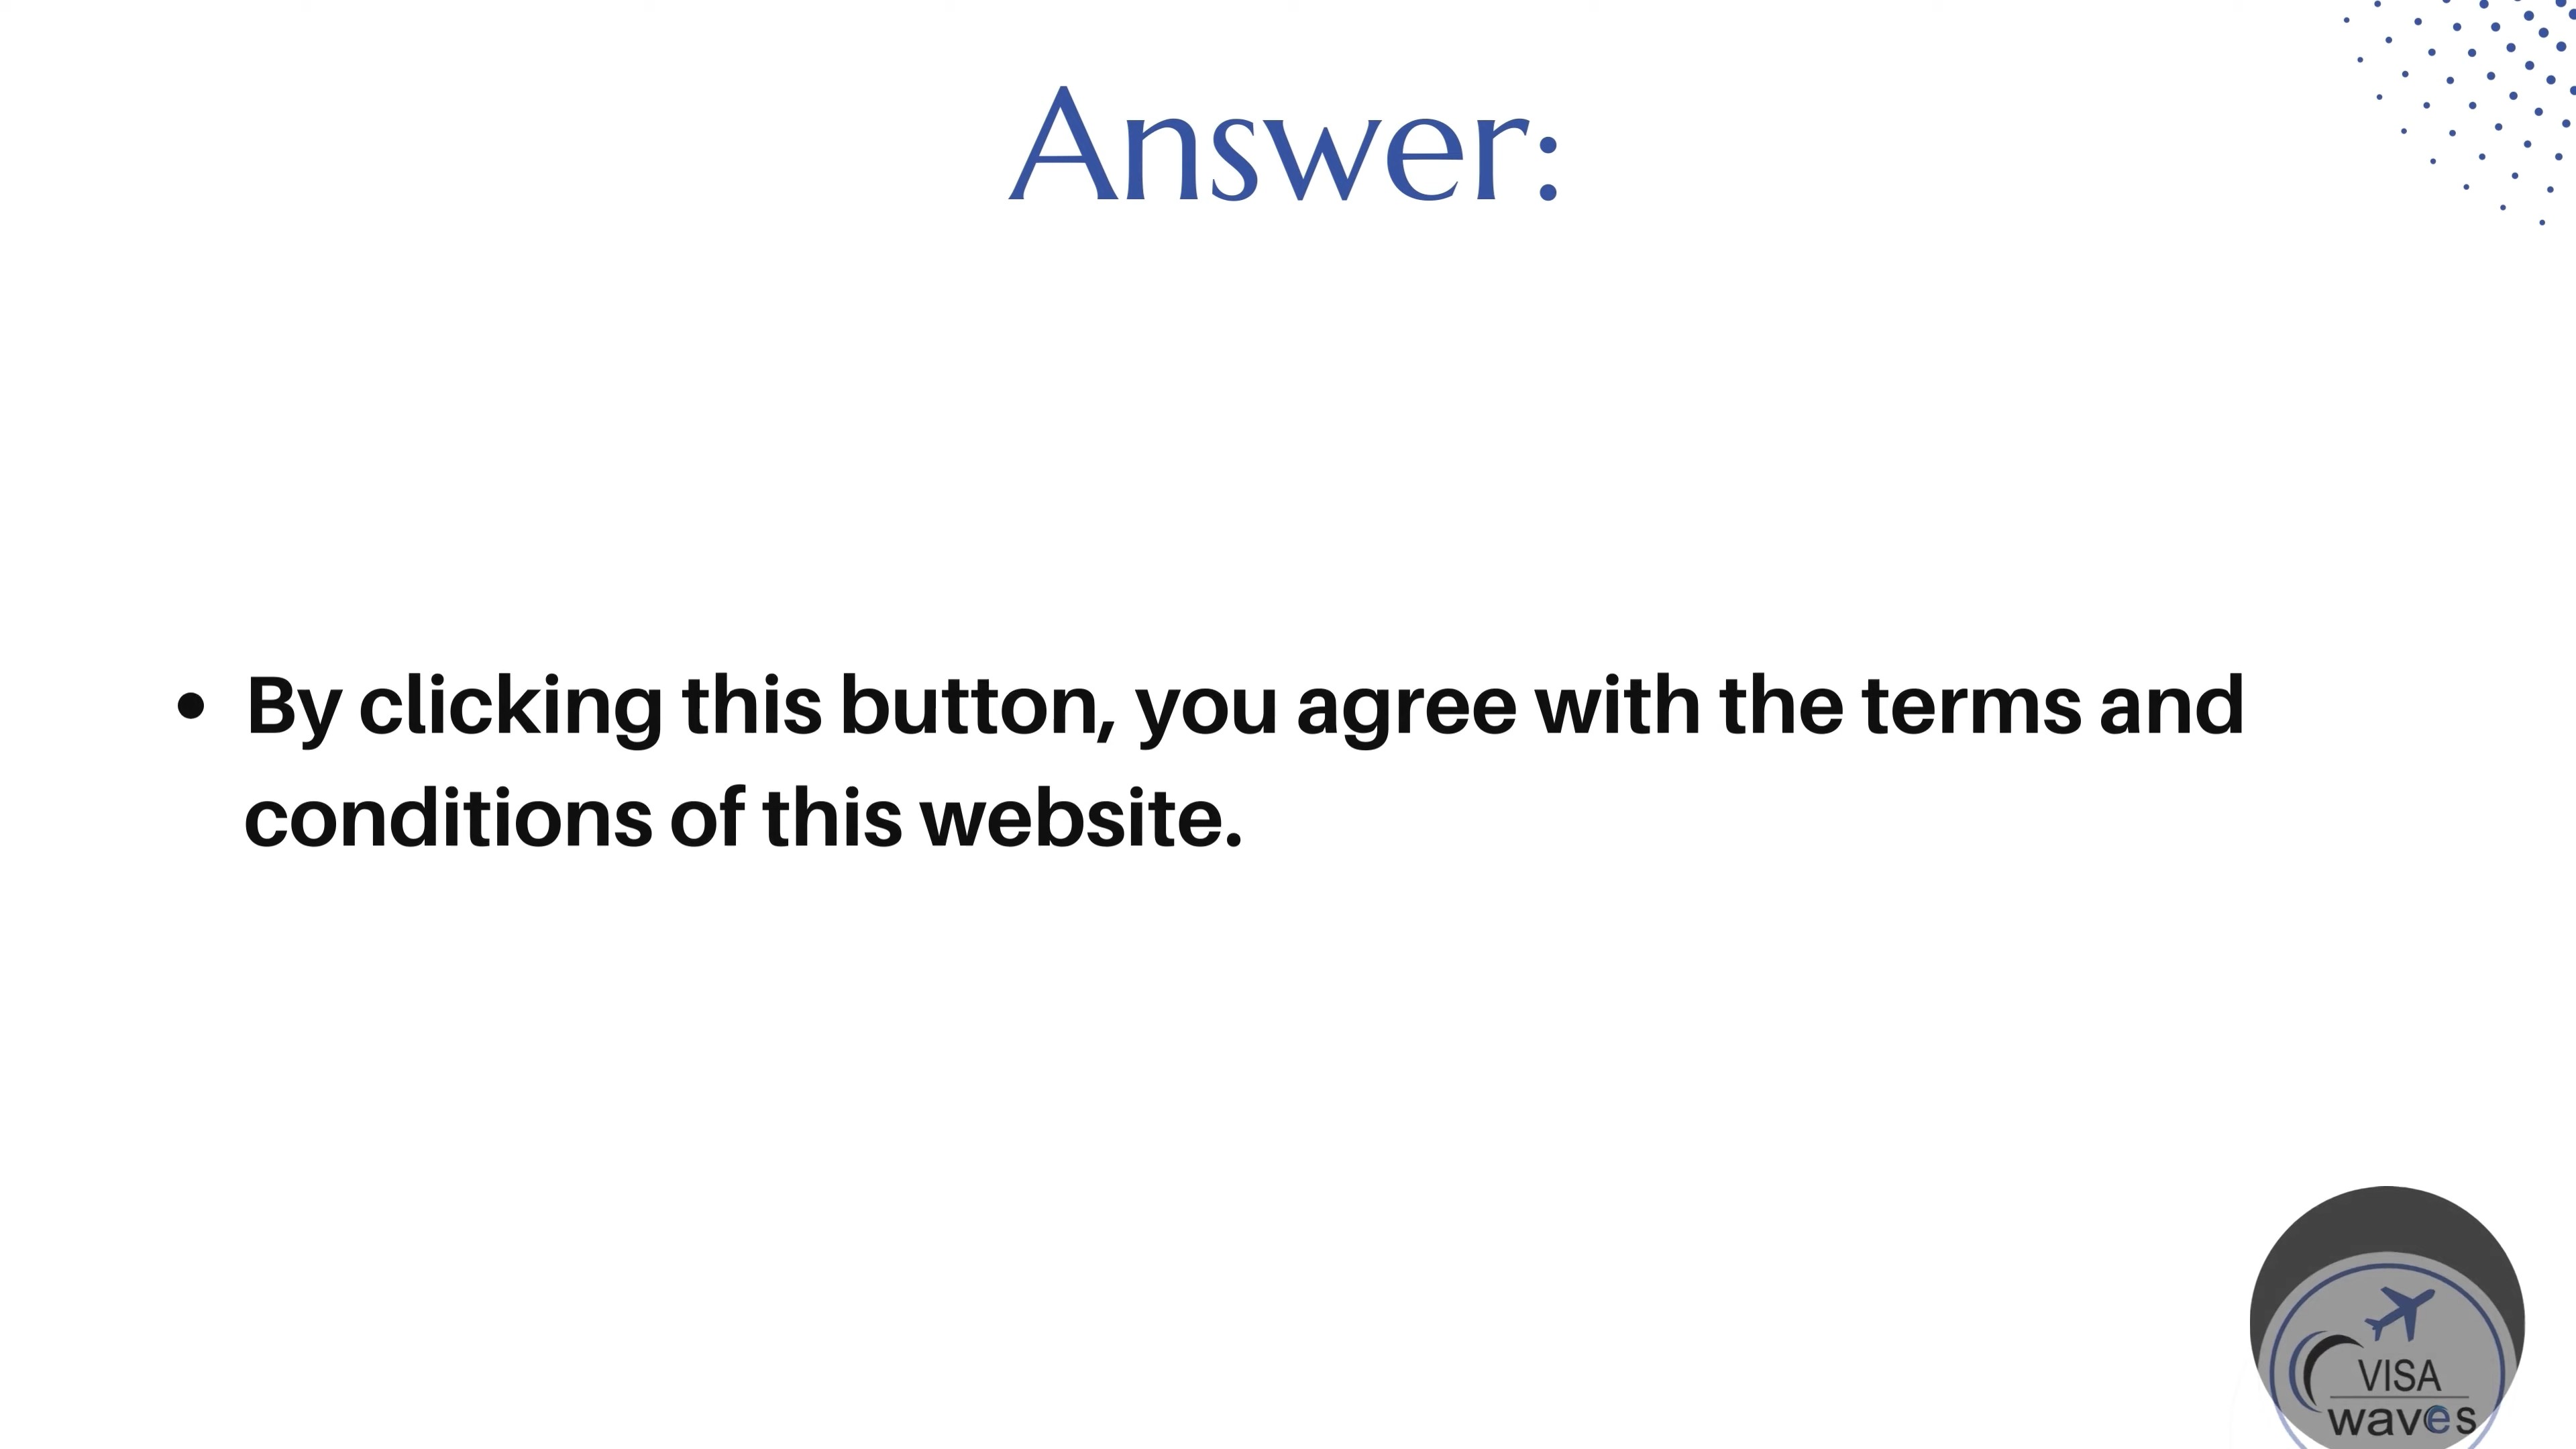 Answer:
• By clicking this button, you agree with the terms and
conditions of this website.
VISA
waves